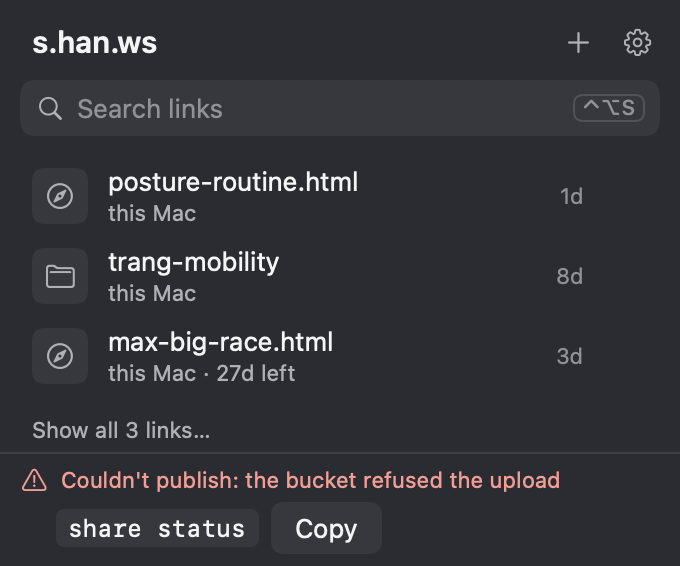 s.han.ws
Search links
^⌥S
posture-routine.html
1d
this Mac
trang-mobility
8d
this Mac
max-big-race.html
3d
this Mac · 27d left
Show all 3 links...
Couldn't publish: the bucket refused the upload
share status
Copy